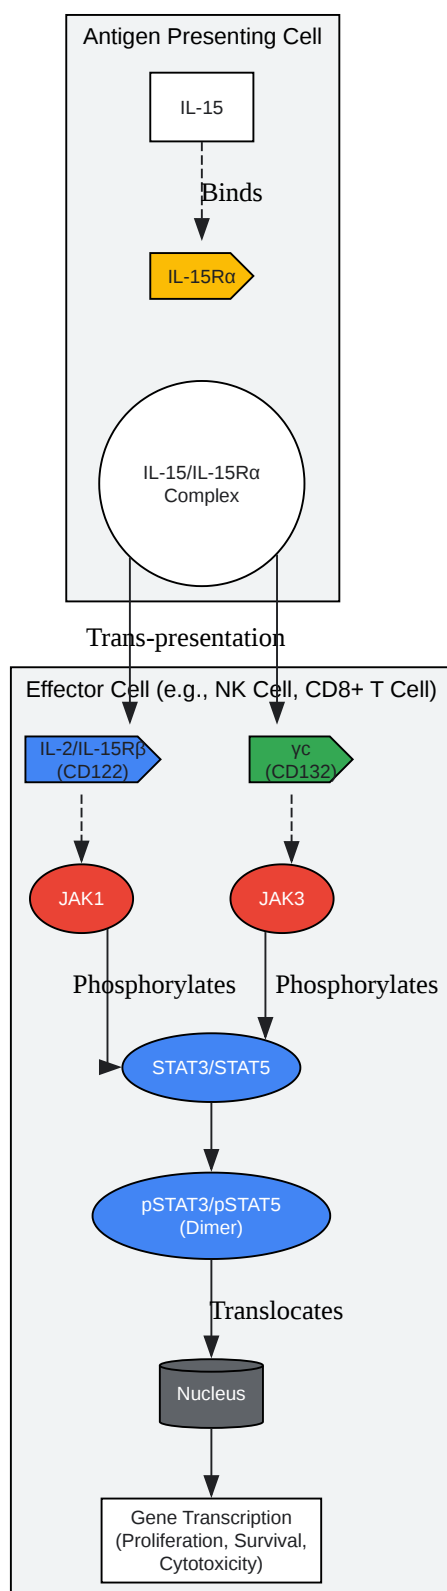 Antigen Presenting Cell
IL-15
Binds
IL-15Rα
IL-15/IL-15Rα
Complex
Trans-presentation
Effector Cell (e.g., NK Cell, CD8+ T Cell)
IL-2/IL-15Rβ
(CD122)
γc
(CD132)
JAK1
JAK3
Phosphorylates
Phosphorylates
STAT3/STAT5
pSTAT3/pSTAT5
(Dimer)
Translocates
Nucleus
Gene Transcription
(Proliferation, Survival,
Cytotoxicity)